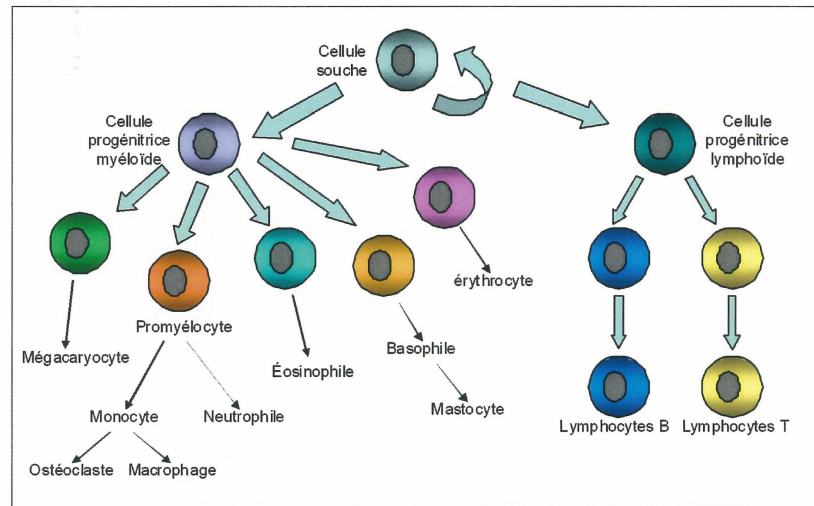 Cellule
souche
Cellule
progénitrice
myéloïde
Cellule
progénitrice
lymphoïde
érythrocyte
Promyélocyte
Mégacaryocyte
Éosinophile
Basophile
Monocyte
Neutrophile
Mastocyte
Lymphocytes B
Lymphocytes T
Ostéoclaste
Macrophage